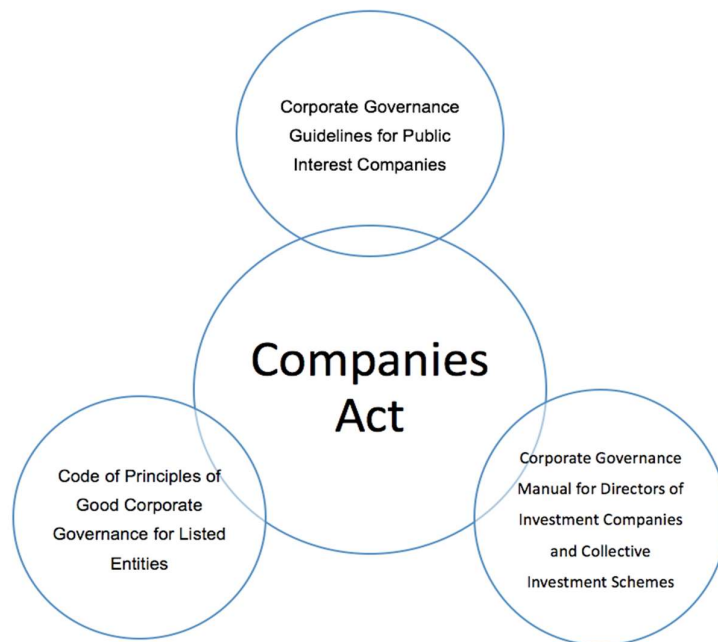 Corporate Governance
Guidelines for Public
Interest Companies
Companies
Act
Code of Principles of
Good Corporate
Governance for Listed
Entities
Corporate Governance
Manual for Directors of
Investment Companies
and Collective
Investment Schemes